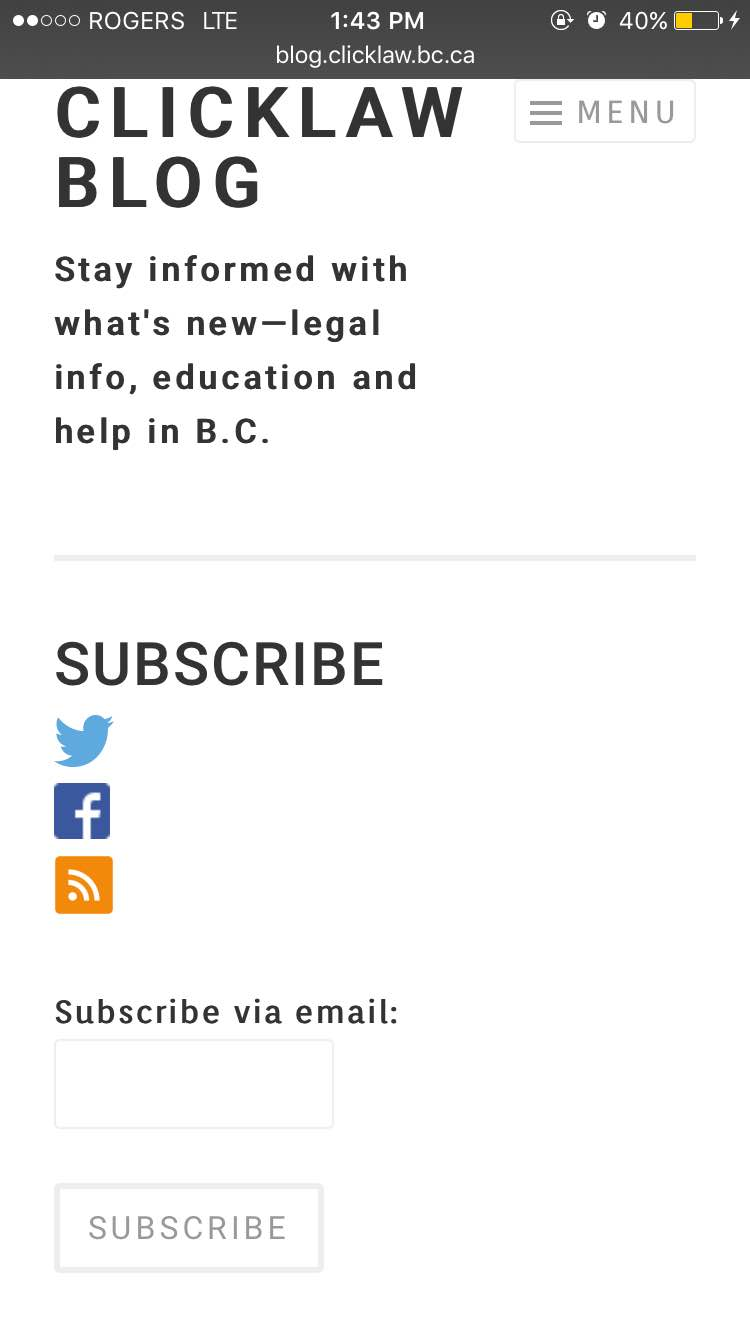 ROGERS LTE 1:43 PM 40%
blog.clicklaw.bc.ca
CLICKLAW
BLOG
MENU
Stay informed with
what's new—legal
info, education and
help in B.C.
SUBSCRIBE
Subscribe via email:
SUBSCRIBE